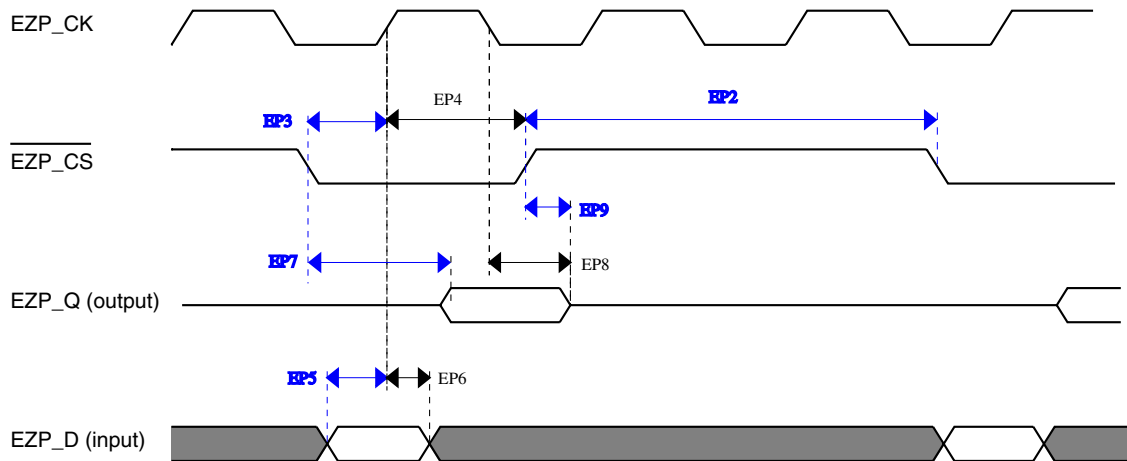 EZP_CK
EP4
EP2
EP3
EZP_CS
EP9
EP7
EP8
EZP_Q (output)
EP5
EP6
EZP_D (input)